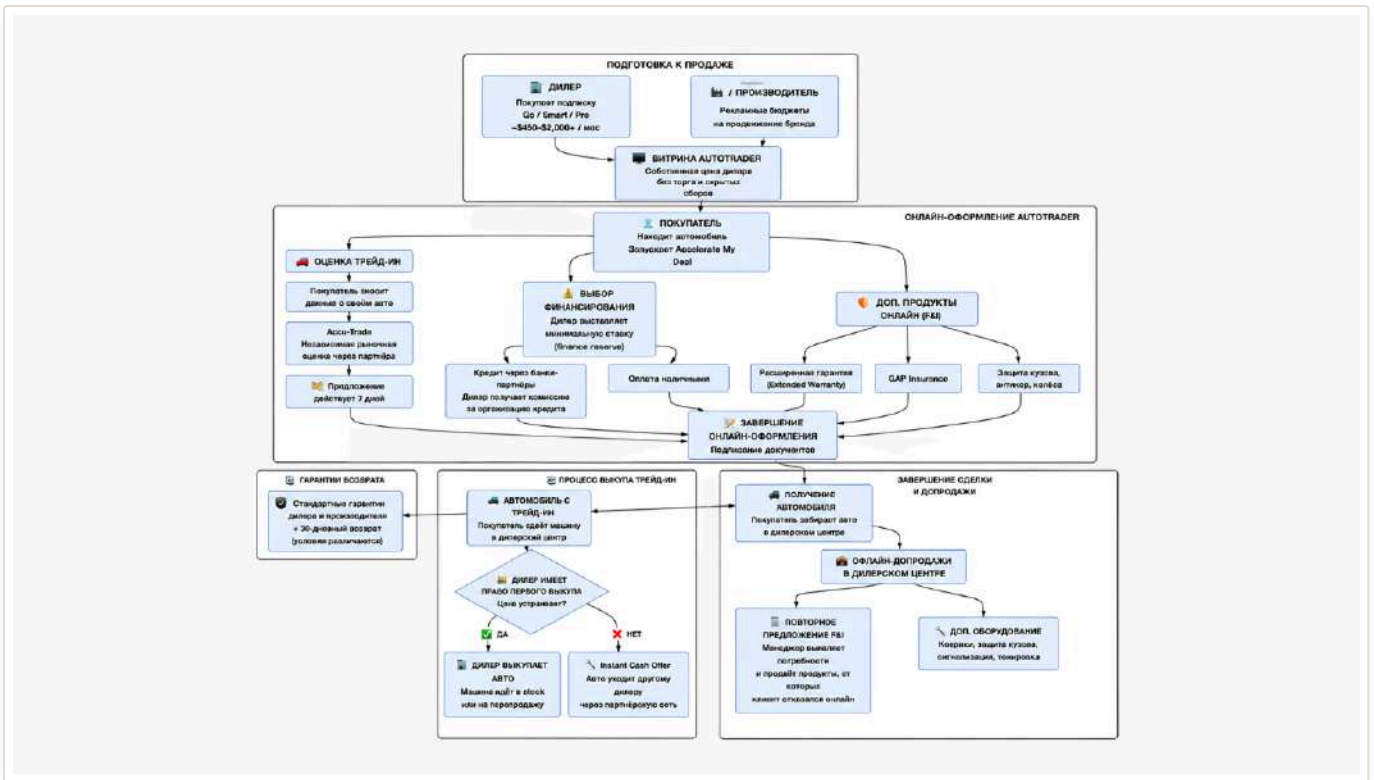 ПОДГОТОВКА К ПРОДАЖЕ
ДИЛЕР
Покупает подписку
Go / Smart / Pro
~$450–$2,000+ / мес
/ ПРОИЗВОДИТЕЛЬ
Рекламные бюджеты
на продвижение бренда
ВИТРИНА AUTOTRADER
Собственная цена дилера
без торга и скрытых
сборов
ОНЛАЙН-ОФОРМЛЕНИЕ AUTOTRADER
ПОКУПАТЕЛЬ
Находит автомобиль
Запускает Accelerate My
Deal
ОЦЕНКА ТРЕЙД-ИН
Покупатель вносит
данные о своём авто
Accu-Trade
Независимая рыночная
оценка через партнёра
Предложение
действует 7 дней
ВЫБОР
ФИНАНСИРОВАНИЯ
Дилер выставляет
минимальную ставку
(finance reserve)
Кредит через банки-
партнёры
Дилер получает комиссию
за организацию кредита
Оплата наличными
ДОП. ПРОДУКТЫ
ОНЛАЙН (F&I)
Расширенная гарантия
(Extended Warranty)
GAP Insurance
Защита кузова,
антикор, колёса
ЗАВЕРШЕНИЕ
ОНЛАЙН-ОФОРМЛЕНИЯ
Подписание документов
ГАРАНТИИ ВОЗВРАТА
Стандартные гарантии
дилера и производителя
+ 30-дневный возврат
(условия различаются)
ПРОЦЕСС ВЫКУПА ТРЕЙД-ИН
АВТОМОБИЛЬ С
ТРЕЙД-ИН
Покупатель сдаёт машину
в дилерский центр
ДИЛЕР ИМЕЕТ
ПРАВО ПЕРВОГО ВЫКУПА
Цена устраивает?
ДА
НЕТ
ДИЛЕР ВЫКУПАЕТ
АВТО
Машина идёт в stock
или на перепродажу
Instant Cash Offer
Авто уходит другому
дилеру
через партнёрскую сеть
ЗАВЕРШЕНИЕ СДЕЛКИ
И ДОПРОДАЖИ
ПОЛУЧЕНИЕ
АВТОМОБИЛЯ
Покупатель забирает авто
в дилерском центре
ОФЛАЙН-ДОПРОДАЖИ
В ДИЛЕРСКОМ ЦЕНТРЕ
ПОВТОРНОЕ
ПРЕДЛОЖЕНИЕ F&I
Менеджер выявляет
потребности
и продаёт продукты, от
которых
клиент отказался онлайн
ДОП. ОБОРУДОВАНИЕ
Коврики, защита кузова,
сигнализация, тонировка